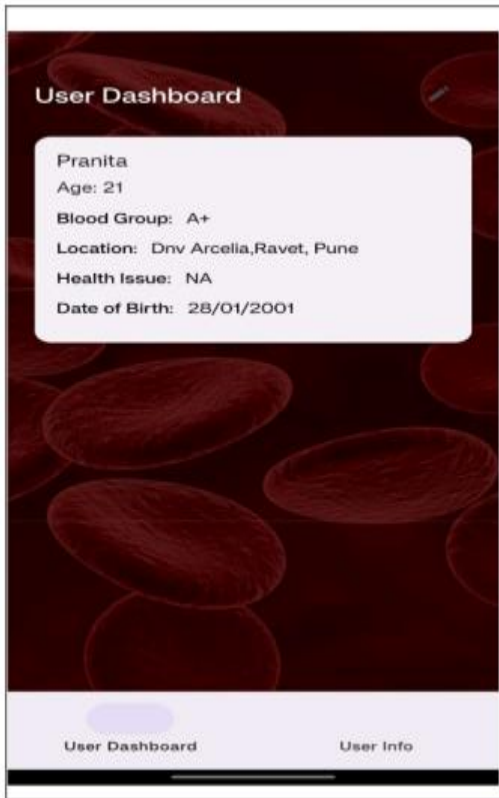 User Dashboard
Pranita
Age: 21
Blood Group: A+
Location: Dnv Arcelia,Ravet, Pune
Health Issue: NA
Date of Birth: 28/01/2001
User Dashboard
User Info